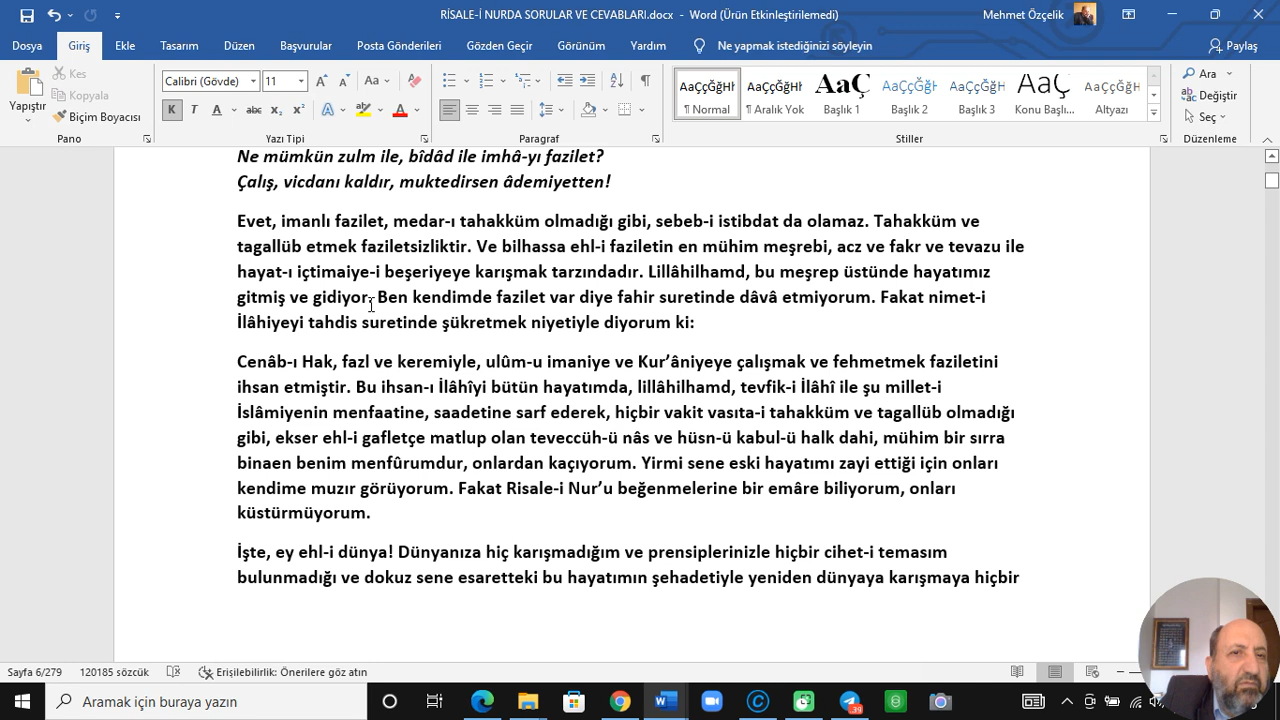 RİSALE-İ NURDA SORULAR VE CEVABLARI.docx - Word (Ürün Etkinleştirilemedi)
Mehmet Özçelik
Dosya Giriş Ekle Tasarım Düzen Başvurular Posta Gönderileri Gözden Geçir Görünüm Yardım Ne yapmak istediğinizi söyleyin Paylaş
Yapıştır
Kes
Kopyala
Biçim Boyacısı
Calibri (Gövde) 11
AaÇçĞğHł AaÇçĞğHł AaÇ AaÇçĞğł AaÇçĞğH AaÇ AaÇçĞğH
¶ Normal ¶ Aralık Yok Başlık 1 Başlık 2 Başlık 3 Konu Başlı... Altyazı
Ara
Değiştir
Seç
Pano Yazı Tipi Paragraf Stiller Düzenleme
Ne mümkün zulm ile, bîdâd ile imhâ-yı fazilet?
Çalış, vicdanı kaldır, muktedirsen âdemiyetten!
Evet, imanlı fazilet, medar-ı tahakküm olmadığı gibi, sebeb-i istibdat da olamaz. Tahakküm ve
tagallüb etmek faziletsizliktir. Ve bilhassa ehl-i faziletin en mühim meşrebi, acz ve fakr ve tevazu ile
hayat-ı içtimaiye-i beşeriyeye karışmak tarzındadır. Lillâhilhamd, bu meşrep üstünde hayatımız
gitmiş ve gidiyor. Ben kendimde fazilet var diye fahir suretinde dâvâ etmiyorum. Fakat nimet-i
İlâhiyeyi tahdis suretinde şükretmek niyetiyle diyorum ki:
Cenâb-ı Hak, fazl ve keremiyle, ulûm-u imaniye ve Kur’âniyeye çalışmak ve fehmetmek faziletini
ihsan etmiştir. Bu ihsan-ı İlâhîyi bütün hayatımda, lillâhilhamd, tevfik-i İlâhî ile şu millet-i
İslâmiyenin menfaatine, saadetine sarf ederek, hiçbir vakit vasıta-i tahakküm ve tagallüb olmadığı
gibi, ekser ehl-i gafletçe matlup olan teveccüh-ü nâs ve hüsn-ü kabul-ü halk dahi, mühim bir sırra
binaen benim menfûrumdur, onlardan kaçıyorum. Yirmi sene eski hayatımı zayi ettiği için onları
kendime muzır görüyorum. Fakat Risale-i Nur’u beğenmelerine bir emâre biliyorum, onları
küstürmüyorum.
İşte, ey ehl-i dünya! Dünyanıza hiç karışmadığım ve prensiplerinizle hiçbir cihet-i temasım
bulunmadığı ve dokuz sene esaretteki bu hayatımın şehadetiyle yeniden dünyaya karışmaya hiçbir
Sayfa 6/279 120185 sözcük Erişilebilirlik: Önerilere göz atın
Aramak için buraya yazın
39